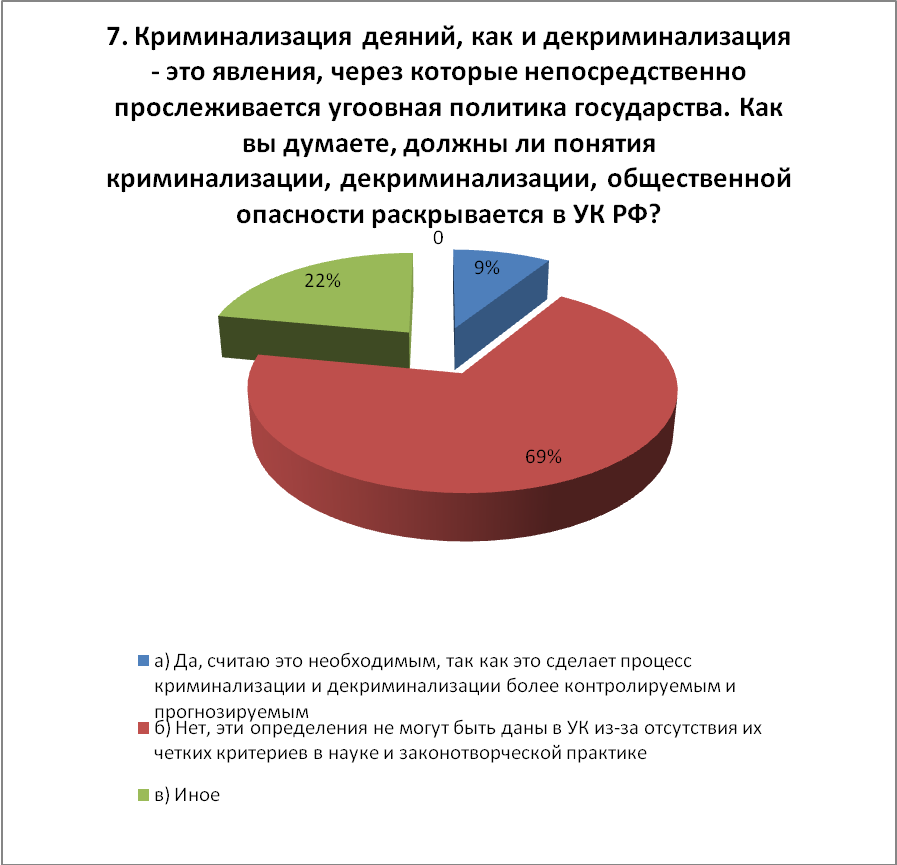 7. Криминализация деяний, как и декриминализация
- это явления, через которые непосредственно
прослеживается угоовная политика государства. Как
вы думаете, должны ли понятия
криминализации, декриминализации, общественной
опасности раскрывается в УК РФ?
0
9%
22%
69%
а) Да, считаю это необходимым, так как это сделает процесс
криминализации и декриминализации более контролируемым и
прогнозируемым
б) Нет, эти определения не могут быть даны в УК из-за отсутствия их
четких критериев в науке и законотворческой практике
в) Иное